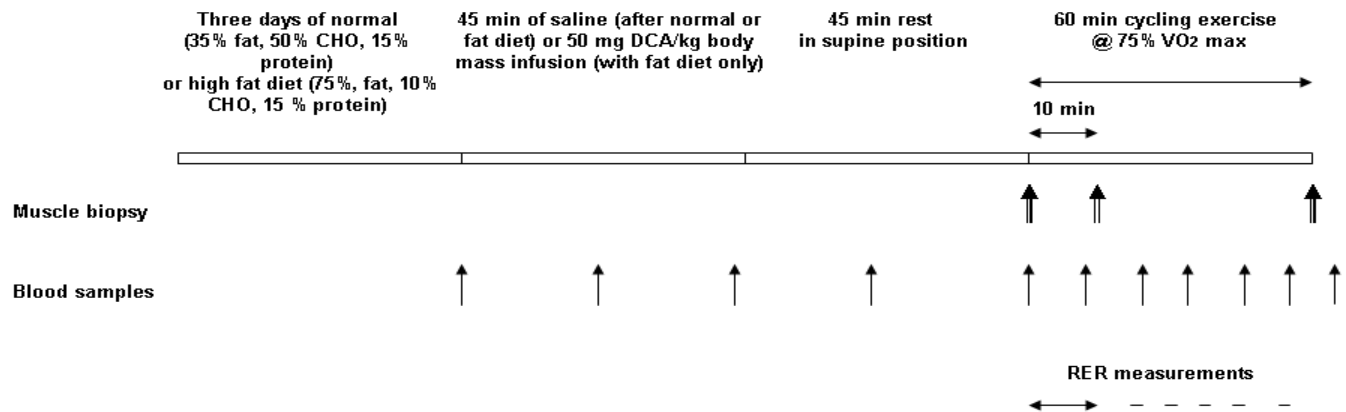 Three days of normal
(35% fat, 50% CHO, 15%
protein)
or high fat diet (75%, fat, 10%
CHO, 15 % protein)
45 min of saline (after normal or
fat diet) or 50 mg DCA/kg body
mass infusion (with fat diet only)
45 min rest
in supine position
60 min cycling exercise
@ 75% VO2 max
10 min
Muscle biopsy
Blood samples
RER measurements